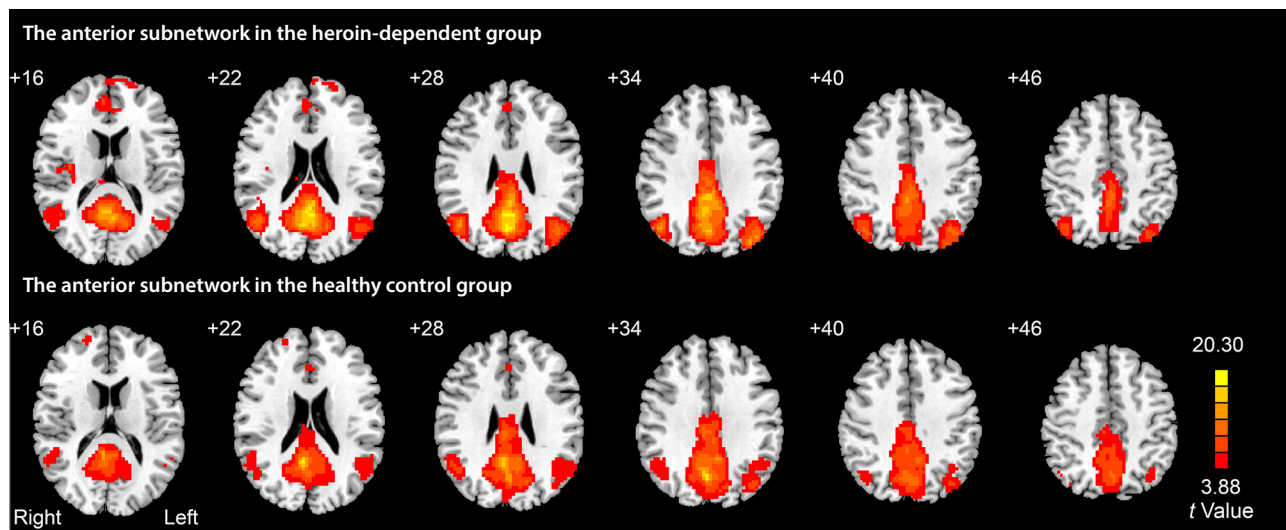 The anterior subnetwork in the heroin-dependent group
+16 +22 +28 +34 +40 +46
The anterior subnetwork in the healthy control group
+16 +22 +28 +34 +40 +46
20.30
3.88
t Value
Right Left